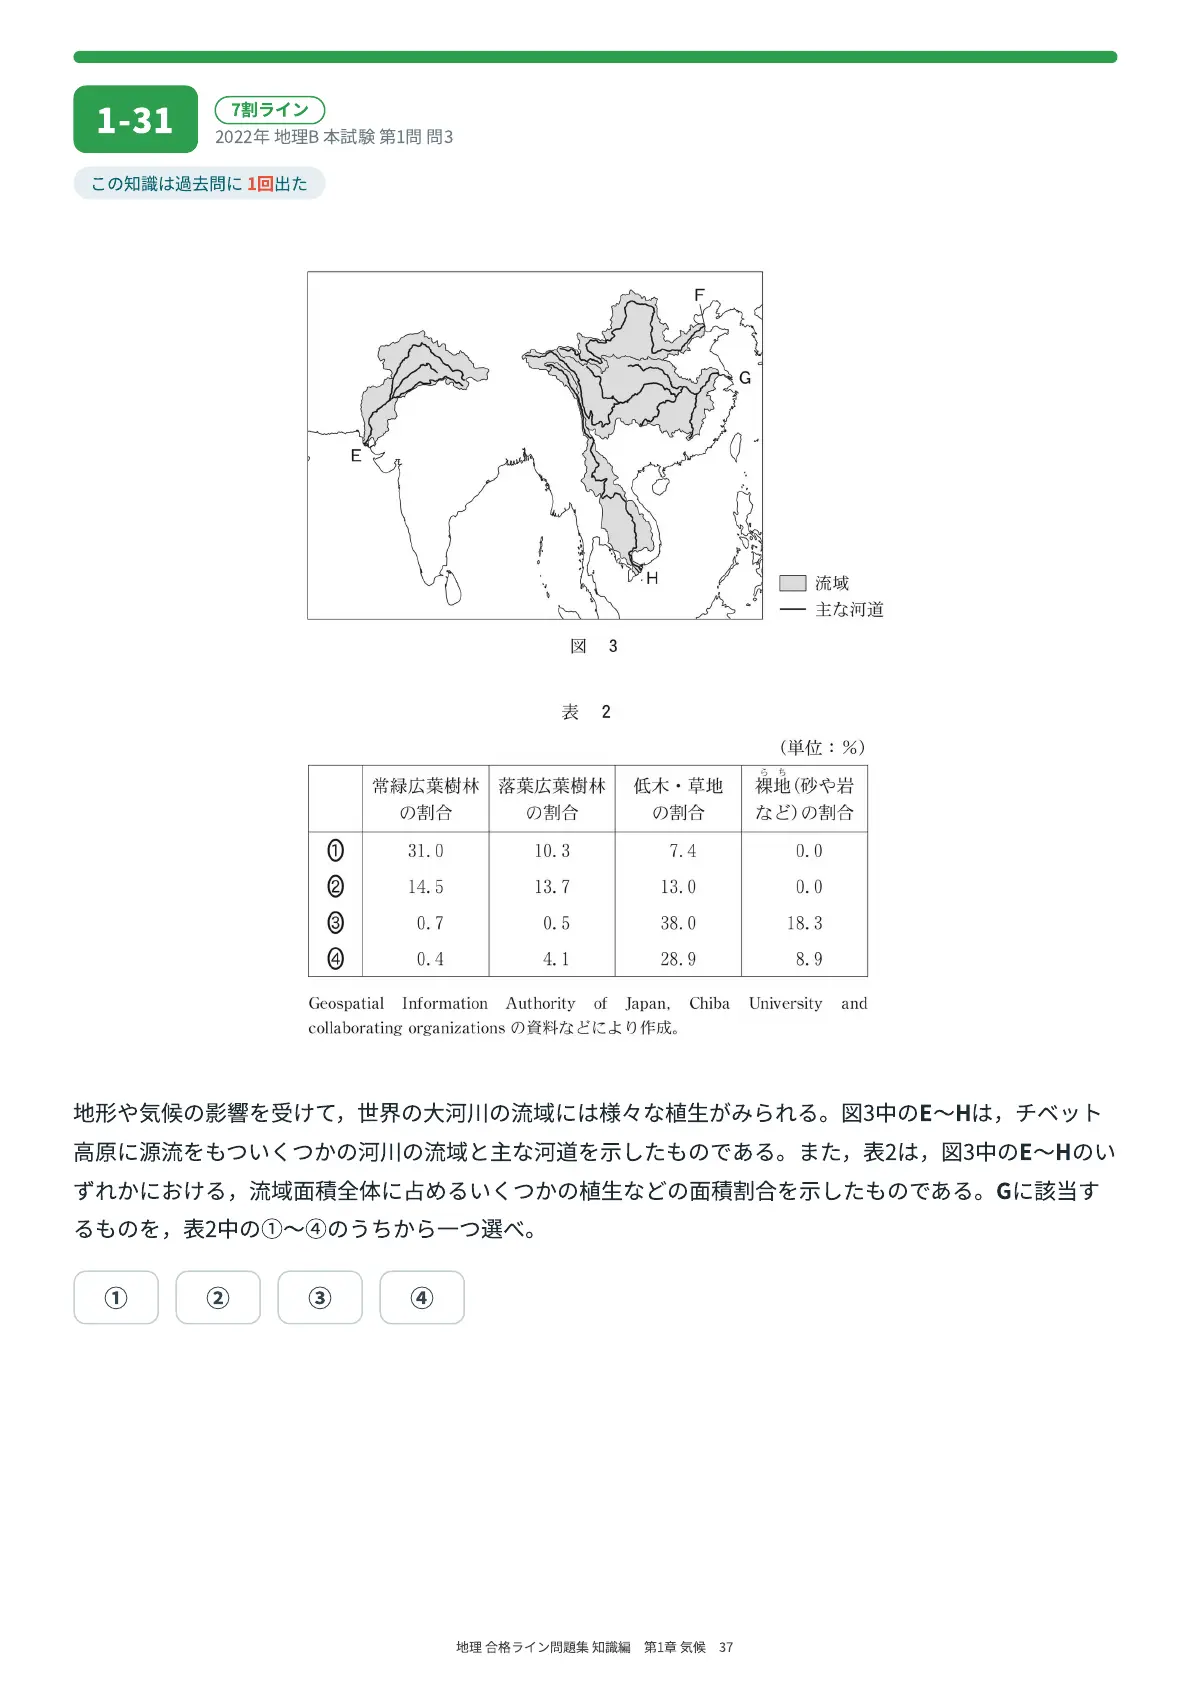 1-31
7割ライン
2022年 地理B 本試験 第1問 問3
この知識は過去問に 1回出た
F
G
E
H
流域
主な河道
図 3
表 2
(単位:%)
常緑広葉樹林の割合 落葉広葉樹林の割合 低木・草地の割合 裸地(砂や岩など)の割合
らち
① 31.0 10.3 7.4 0.0
② 14.5 13.7 13.0 0.0
③ 0.7 0.5 38.0 18.3
④ 0.4 4.1 28.9 8.9
Geospatial Information Authority of Japan, Chiba University and
collaborating organizations の資料などにより作成。
地形や気候の影響を受けて，世界の大河川の流域には様々な植生がみられる。図3中のE〜Hは，チベット
高原に源流をもついくつかの河川の流域と主な河道を示したものである。また，表2は，図3中のE〜Hのい
ずれかにおける，流域面積全体に占めるいくつかの植生などの面積割合を示したものである。Gに該当す
るものを，表2中の①〜④のうちから一つ選べ。
① ② ③ ④
地理 合格ライン問題集 知識編 第1章 気候 37